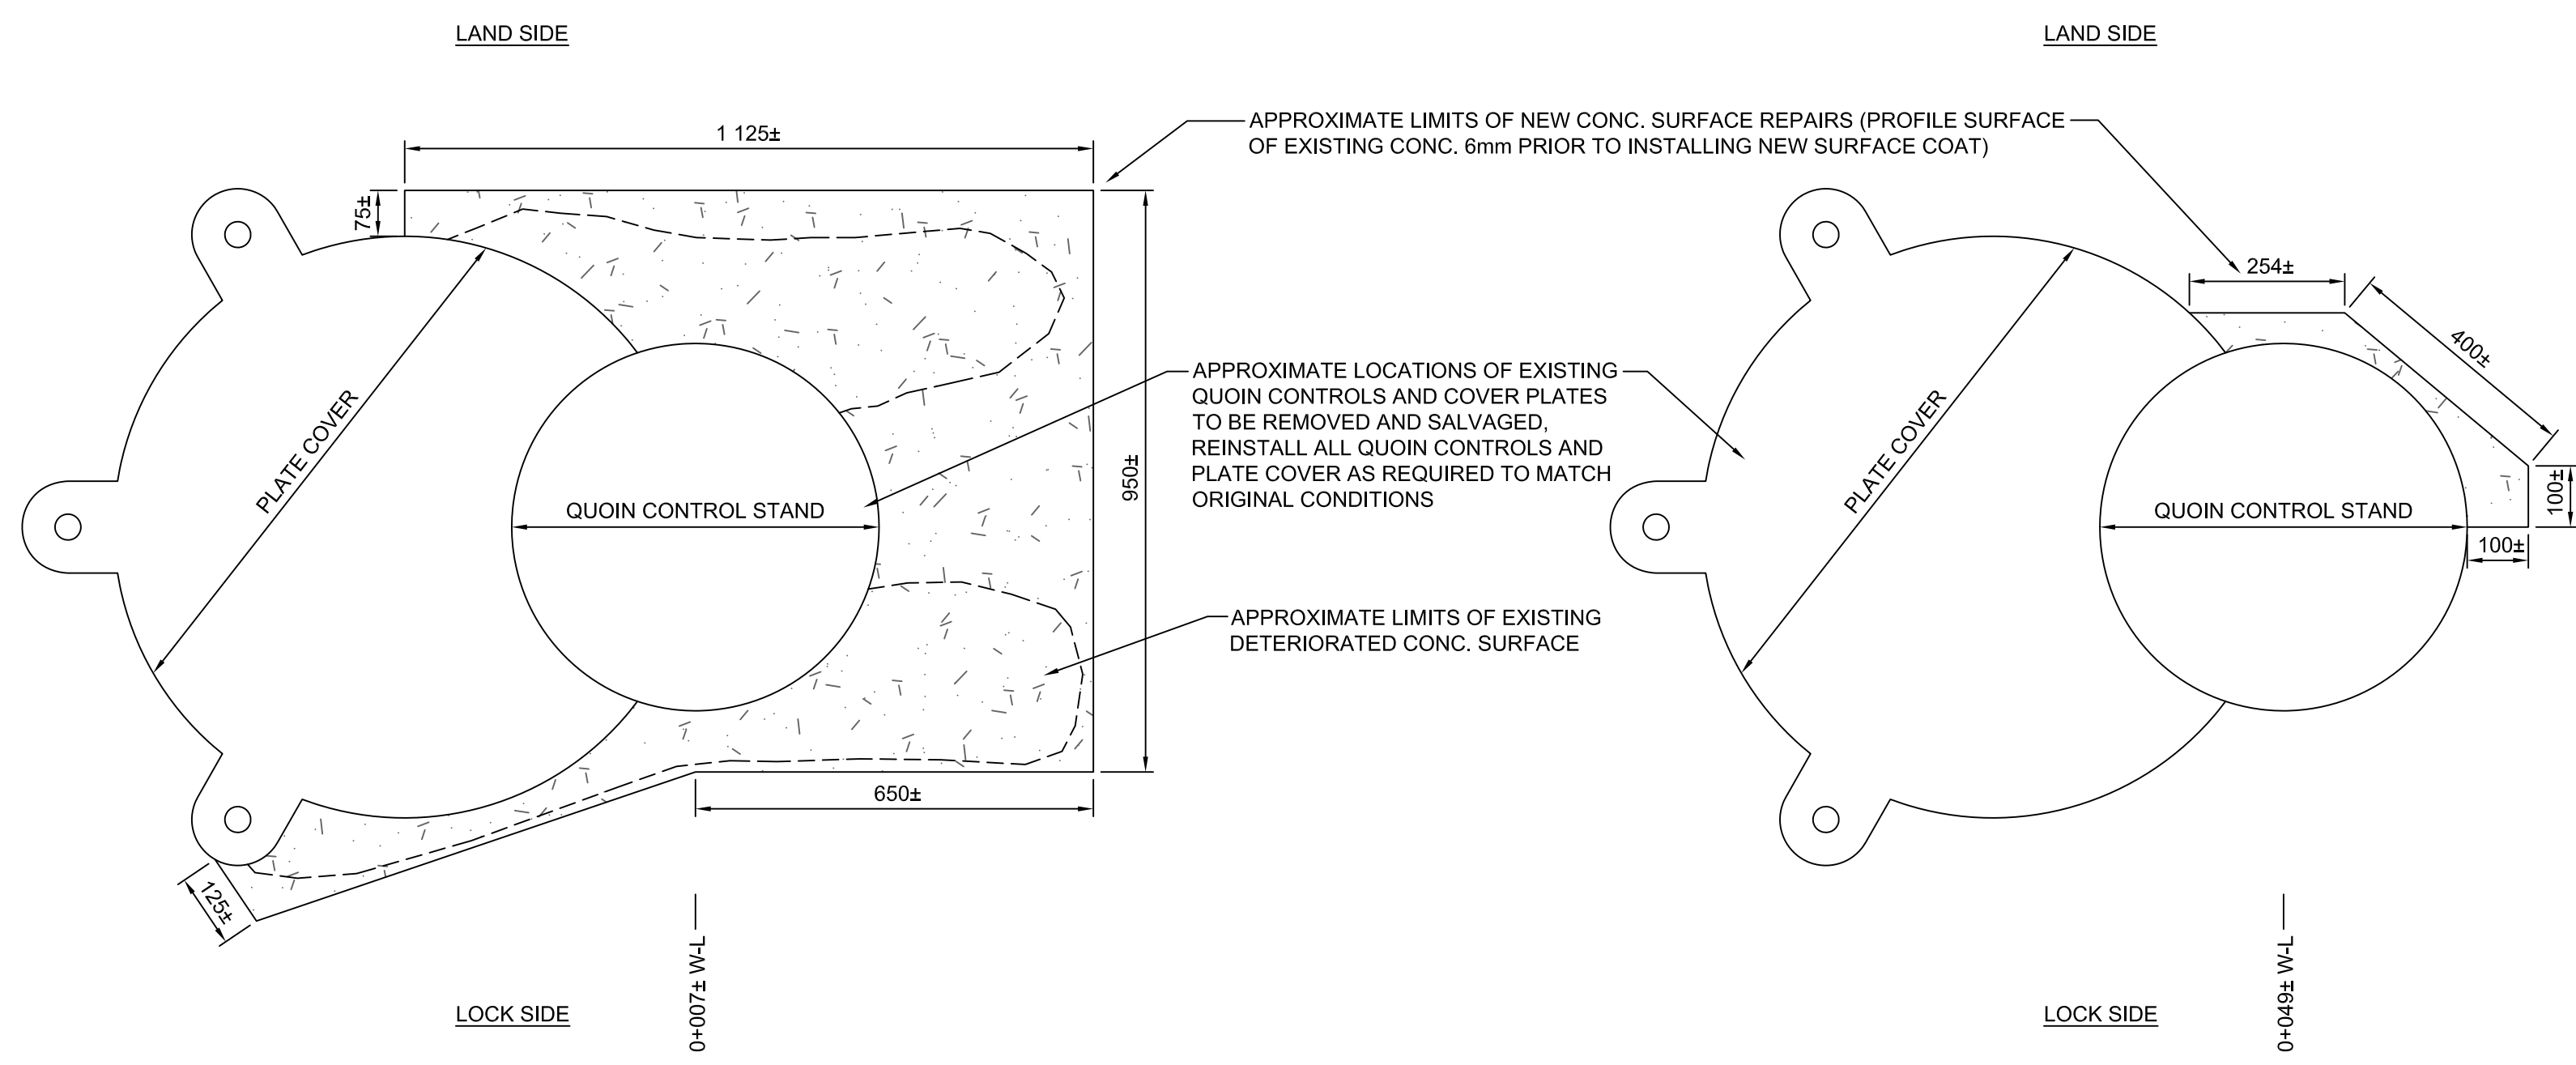 LAND SIDE
LAND SIDE
1 125±
75±
APPROXIMATE LIMITS OF NEW CONC. SURFACE REPAIRS (PROFILE SURFACE
OF EXISTING CONC. 6mm PRIOR TO INSTALLING NEW SURFACE COAT)
254±
400±
PLATE COVER
QUOIN CONTROL STAND
950±
APPROXIMATE LOCATIONS OF EXISTING
QUOIN CONTROLS AND COVER PLATES
TO BE REMOVED AND SALVAGED,
REINSTALL ALL QUOIN CONTROLS AND
PLATE COVER AS REQUIRED TO MATCH
ORIGINAL CONDITIONS
PLATE COVER
QUOIN CONTROL STAND
100±
100±
APPROXIMATE LIMITS OF EXISTING
DETERIORATED CONC. SURFACE
650±
125±
0+007± W-L
0+049± W-L
LOCK SIDE
LOCK SIDE